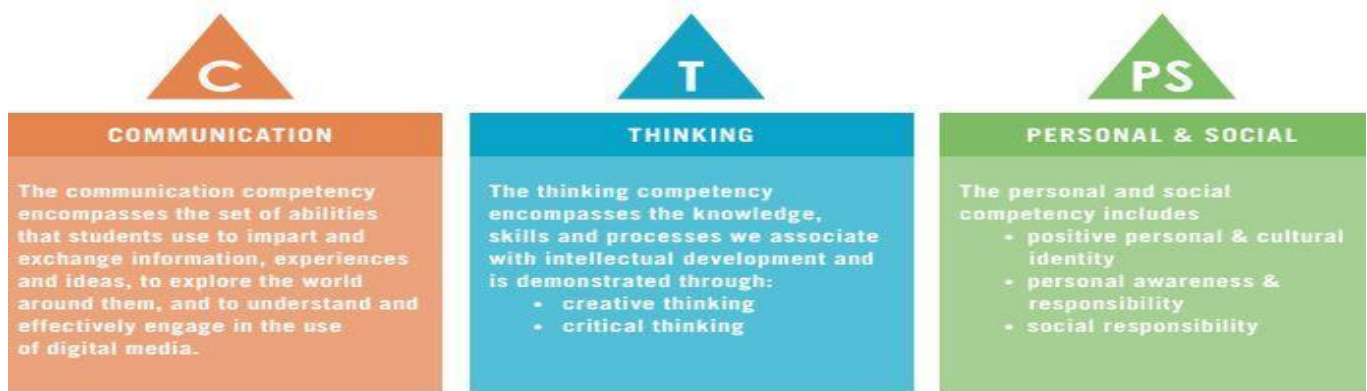 C
COMMUNICATION
The communication competency
encompasses the set of abilities
that students use to impart and
exchange information, experiences
and ideas, to explore the world
around them, and to understand and
effectively engage in the use
of digital media.
T
THINKING
The thinking competency
encompasses the knowledge,
skills and processes we associate
with intellectual development and
is demonstrated through:
• creative thinking
• critical thinking
PS
PERSONAL & SOCIAL
The personal and social
competency includes
• positive personal & cultural
identity
• personal awareness &
responsibility
• social responsibility